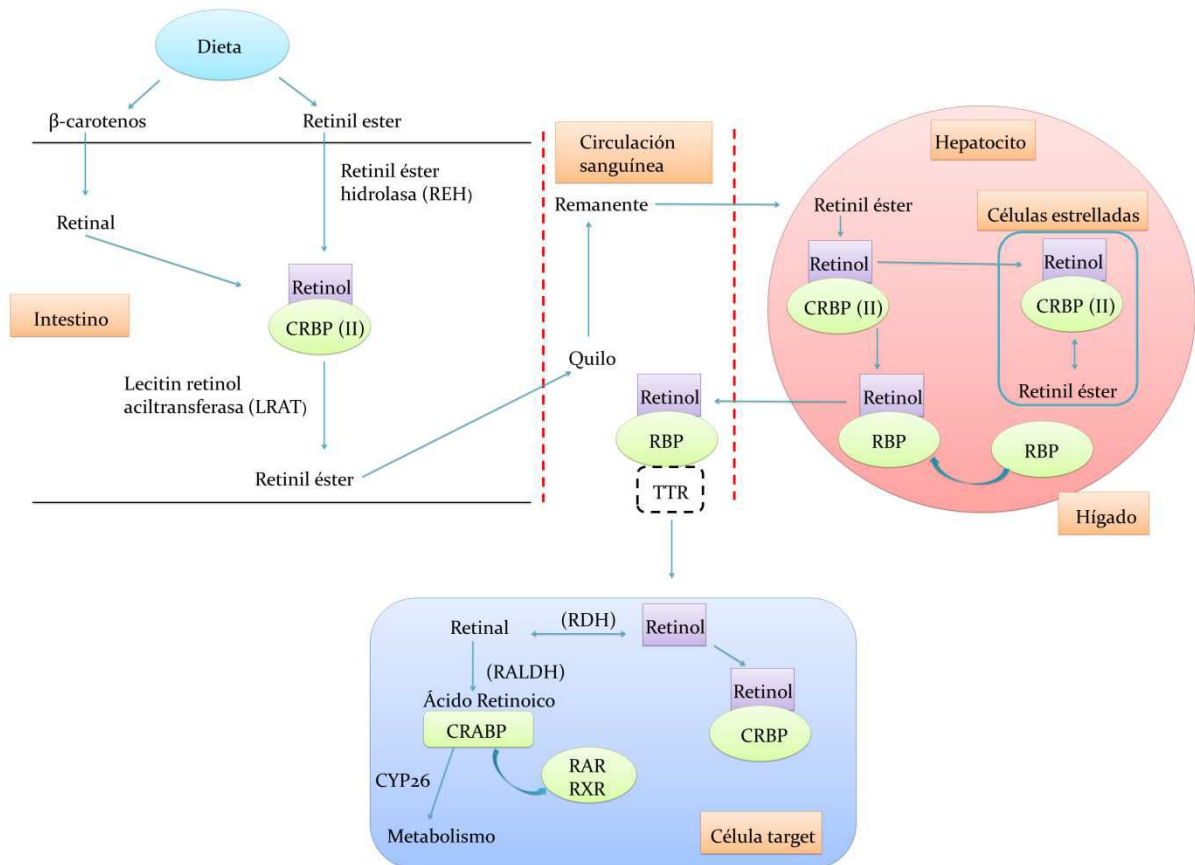 Dieta
β-carotenos
Retinil ester
Retinil éster
hidrolasa (REH)
Retinal
Retinol
CRBP (II)
Intestino
Lecitin retinol
aciltransferasa (LRAT)
Retinil éster
Circulación
sanguínea
Remanente
Quilo
Retinol
RBP
TTR
Hepatocito
Retinil éster
Células estrelladas
Retinol
CRBP (II)
Retinol
CRBP (II)
Retinil éster
Retinol
RBP
RBP
Hígado
Retinal
(RDH)
Retinol
(RALDH)
Ácido Retinoico
CRABP
Retinol
CRBP
CYP26
RAR
RXR
Metabolismo
Célula target